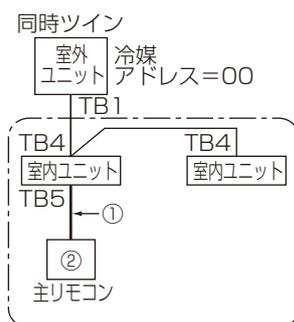 同時ツイン
室外
ユニット
冷媒
アドレス＝00
TB1
TB4
TB4
室内ユニット
室内ユニット
TB5
①
②
主リモコン